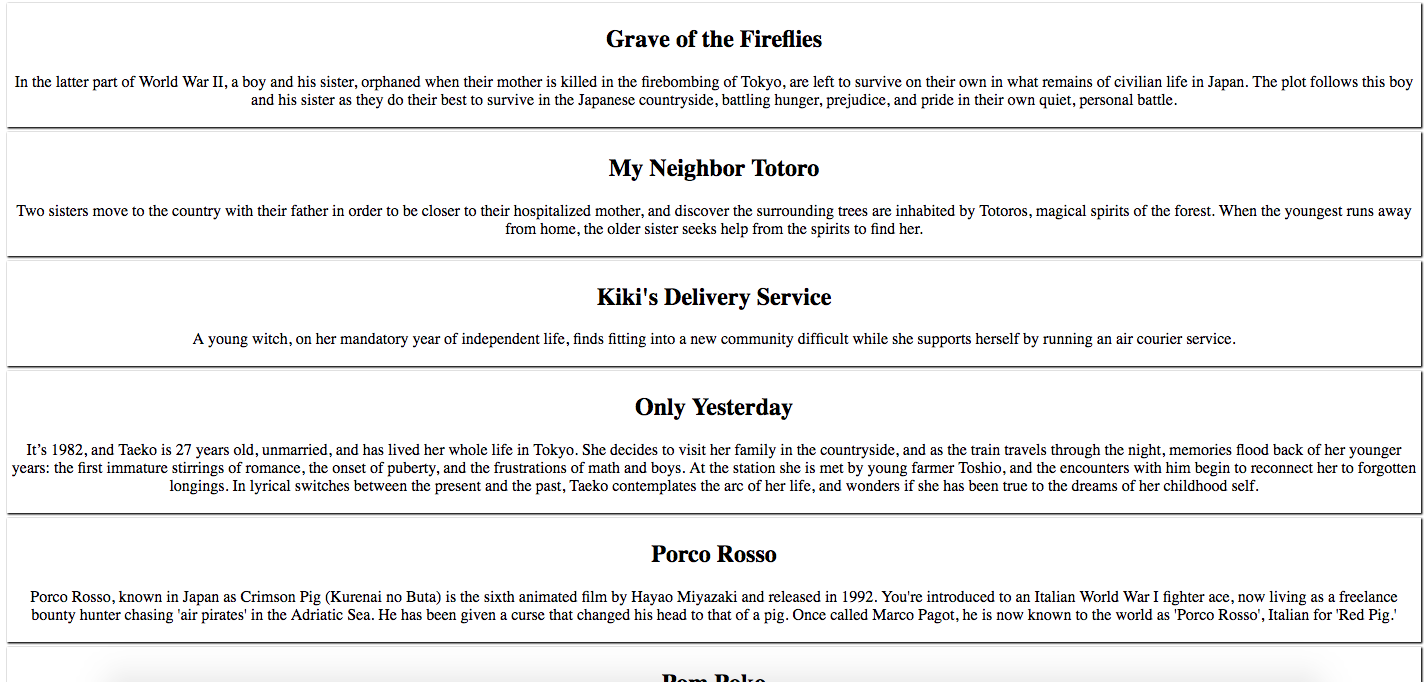 Grave of the Fireflies
In the latter part of World War II, a boy and his sister, orphaned when their mother is killed in the firebombing of Tokyo, are left to survive on their own in what remains of civilian life in Japan. The plot follows this boy
and his sister as they do their best to survive in the Japanese countryside, battling hunger, prejudice, and pride in their own quiet, personal battle.
My Neighbor Totoro
Two sisters move to the country with their father in order to be closer to their hospitalized mother, and discover the surrounding trees are inhabited by Totoros, magical spirits of the forest. When the youngest runs away
from home, the older sister seeks help from the spirits to find her.
Kiki's Delivery Service
A young witch, on her mandatory year of independent life, finds fitting into a new community difficult while she supports herself by running an air courier service.
Only Yesterday
It’s 1982, and Taeko is 27 years old, unmarried, and has lived her whole life in Tokyo. She decides to visit her family in the countryside, and as the train travels through the night, memories flood back of her younger
years: the first immature stirrings of romance, the onset of puberty, and the frustrations of math and boys. At the station she is met by young farmer Toshio, and the encounters with him begin to reconnect her to forgotten
longings. In lyrical switches between the present and the past, Taeko contemplates the arc of her life, and wonders if she has been true to the dreams of her childhood self.
Porco Rosso
Porco Rosso, known in Japan as Crimson Pig (Kurenai no Buta) is the sixth animated film by Hayao Miyazaki and released in 1992. You're introduced to an Italian World War I fighter ace, now living as a freelance
bounty hunter chasing 'air pirates' in the Adriatic Sea. He has been given a curse that changed his head to that of a pig. Once called Marco Pagot, he is now known to the world as 'Porco Rosso', Italian for 'Red Pig.'
Pom Poko